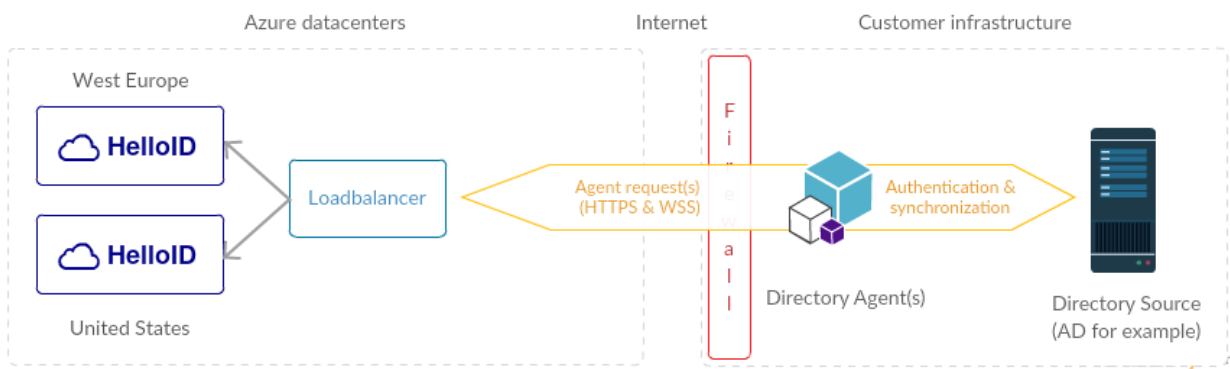 Azure datacenters
Internet
Customer infrastructure
West Europe
HelloID
Loadbalancer
HelloID
United States
Agent request(s)
(HTTPS & WSS)
Firewall
Authentication &
synchronization
Directory Agent(s)
Directory Source
(AD for example)